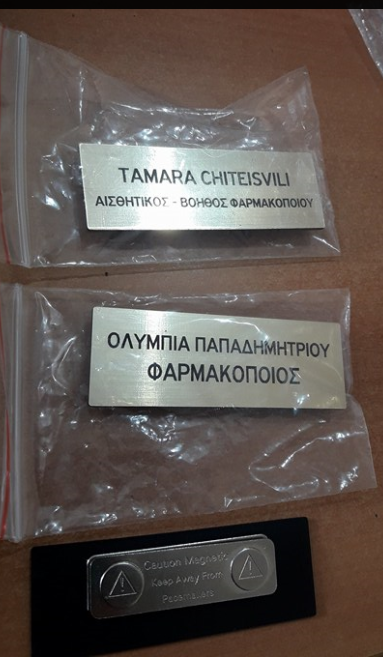 TAMARA CHITEISVILI
ΑΙΣΘΗΤΙΚΟΣ - ΒΟΗΘΟΣ ΦΑΡΜΑΚΟΠΟΙΟΥ
ΟΛΥΜΠΙΑ ΠΑΠΑΔΗΜΗΤΡΙΟΥ
ΦΑΡΜΑΚΟΠΟΙΟΣ
Caution Magnetic
Keep Away From
Pacemakers